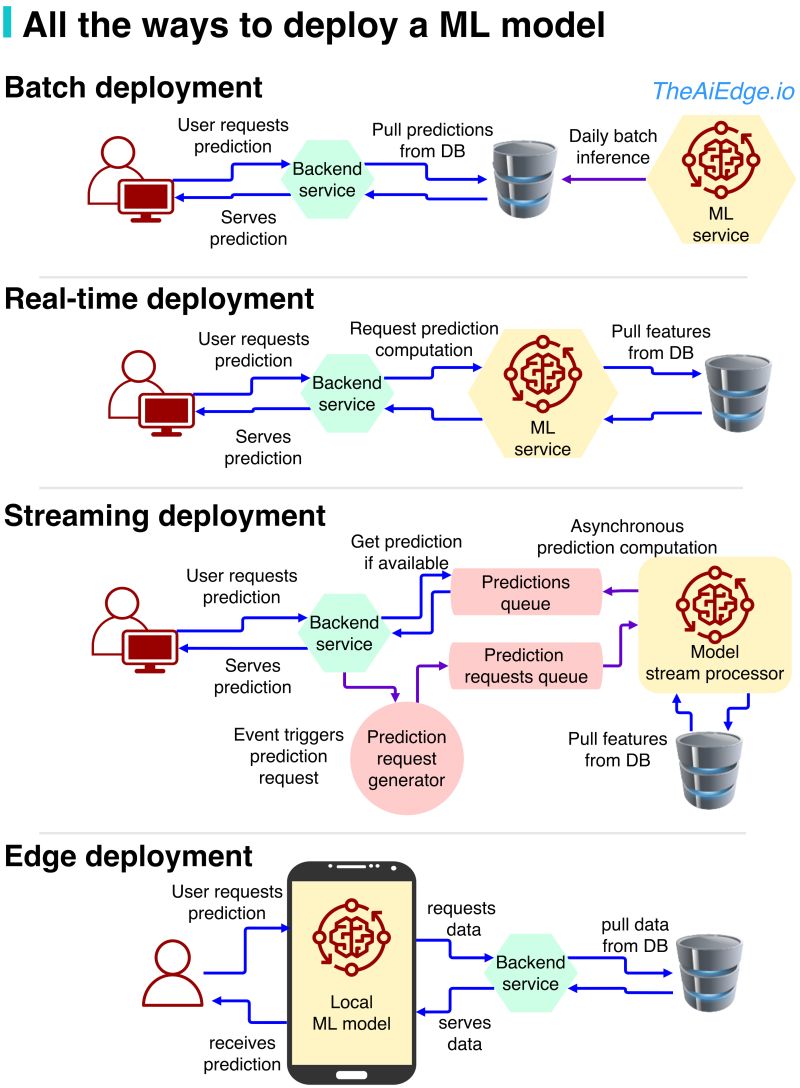 All the ways to deploy a ML model
Batch deployment
TheAiEdge.io
User requests
prediction
Backend
service
Pull predictions
from DB
Daily batch
inference
ML
service
Serves
prediction
Real-time deployment
User requests
prediction
Backend
service
Request prediction
computation
ML
service
Pull features
from DB
Serves
prediction
Streaming deployment
User requests
prediction
Backend
service
Get prediction
if available
Predictions
queue
Asynchronous
prediction computation
Model
stream processor
Prediction
requests queue
Serves
prediction
Event triggers
prediction
request
Prediction
request
generator
Pull features
from DB
Edge deployment
User requests
prediction
Local
ML model
requests
data
Backend
service
pull data
from DB
serves
data
receives
prediction